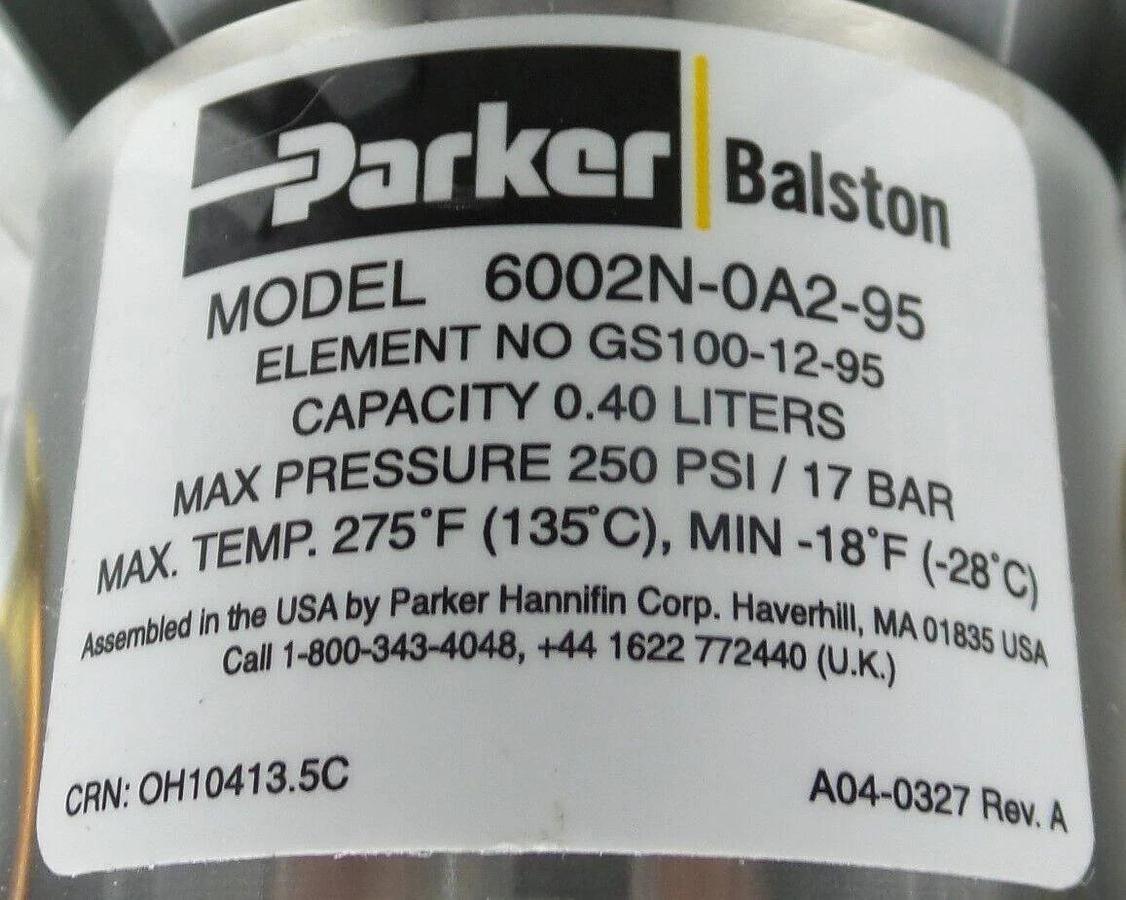 Parker Balston
MODEL 6002N-0A2-95
ELEMENT NO GS100-12-95
CAPACITY 0.40 LITERS
MAX PRESSURE 250 PSI / 17 BAR
MAX. TEMP. 275°F (135°C), MIN -18°F (-28°C)
Assembled in the USA by Parker Hannifin Corp. Haverhill, MA 01835 USA
Call 1-800-343-4048, +44 1622 772440 (U.K.)
CRN: OH10413.5C
A04-0327 Rev. A